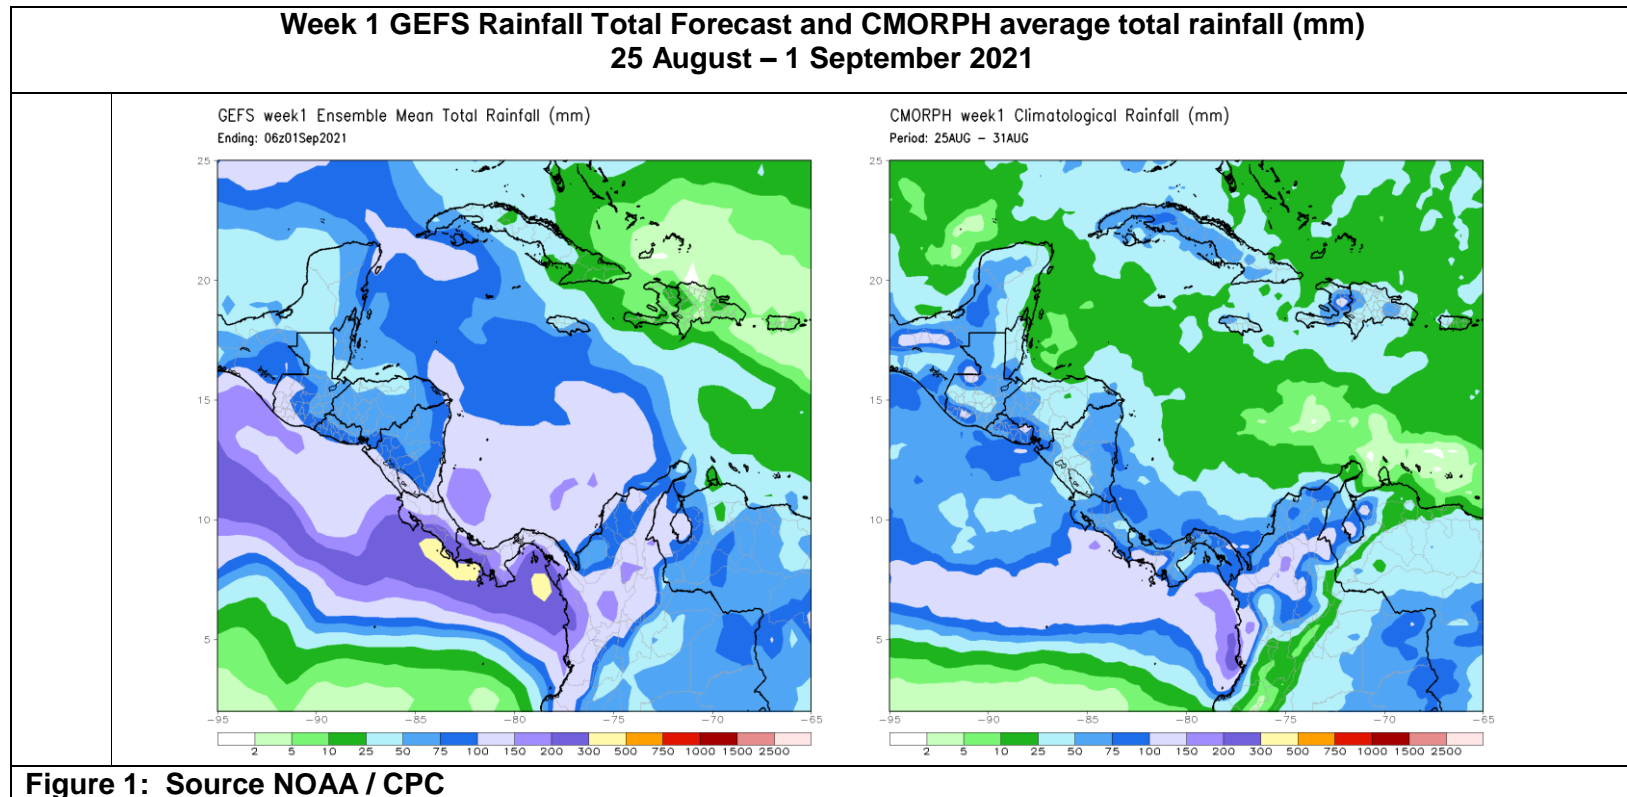 Week 1 GEFS Rainfall Total Forecast and CMORPH average total rainfall (mm)
25 August – 1 September 2021
GEFS week1 Ensemble Mean Total Rainfall (mm)
Ending: 06z01Sep2021
25
20
15
10
5
-95 -90 -85 -80 -75 -70 -65
2 5 10 25 50 75 100 150 200 300 500 750 1000 1500 2500
CMORPH week1 Climatological Rainfall (mm)
Period: 25AUG - 31AUG
25
20
15
10
5
-95 -90 -85 -80 -75 -70 -65
2 5 10 25 50 75 100 150 200 300 500 750 1000 1500 2500
Figure 1: Source NOAA / CPC